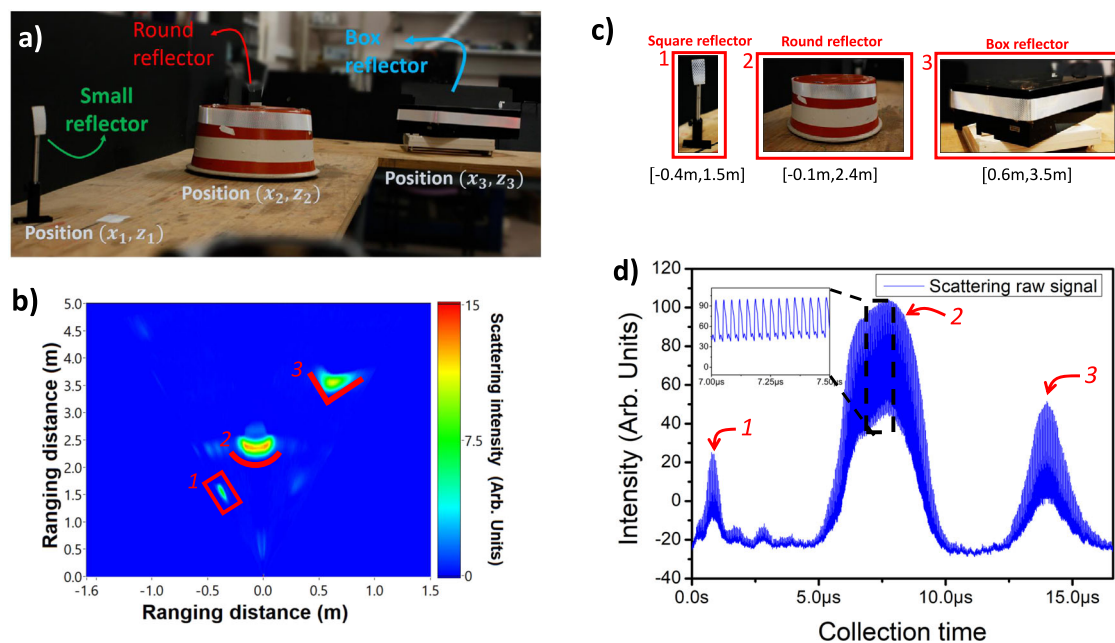 a)
Round
reflector
Box
reflector
Small
reflector
Position (x₃, z₃)
Position (x₂, z₂)
Position (x₁, z₁)
c)
Square reflector
Round reflector
Box reflector
1
2
3
[-0.4m,1.5m]
[-0.1m,2.4m]
[0.6m,3.5m]
b)
5.0
4.5
4.0
3.5
3.0
2.5
2.0
1.5
1.0
0.5
0.0
Ranging distance (m)
-1.6
-1.0
-0.5
0.0
0.5
1.0
1.5
Ranging distance (m)
3
2
1
15
7.5
0
Scattering intensity (Arb. Units)
d)
120
100
80
60
40
20
0
-20
-40
Intensity (Arb. Units)
Scattering raw signal
90
60
30
0
7.00µs
7.25µs
7.50µs
1
2
3
0.0s
5.0µs
10.0µs
15.0µs
Collection time